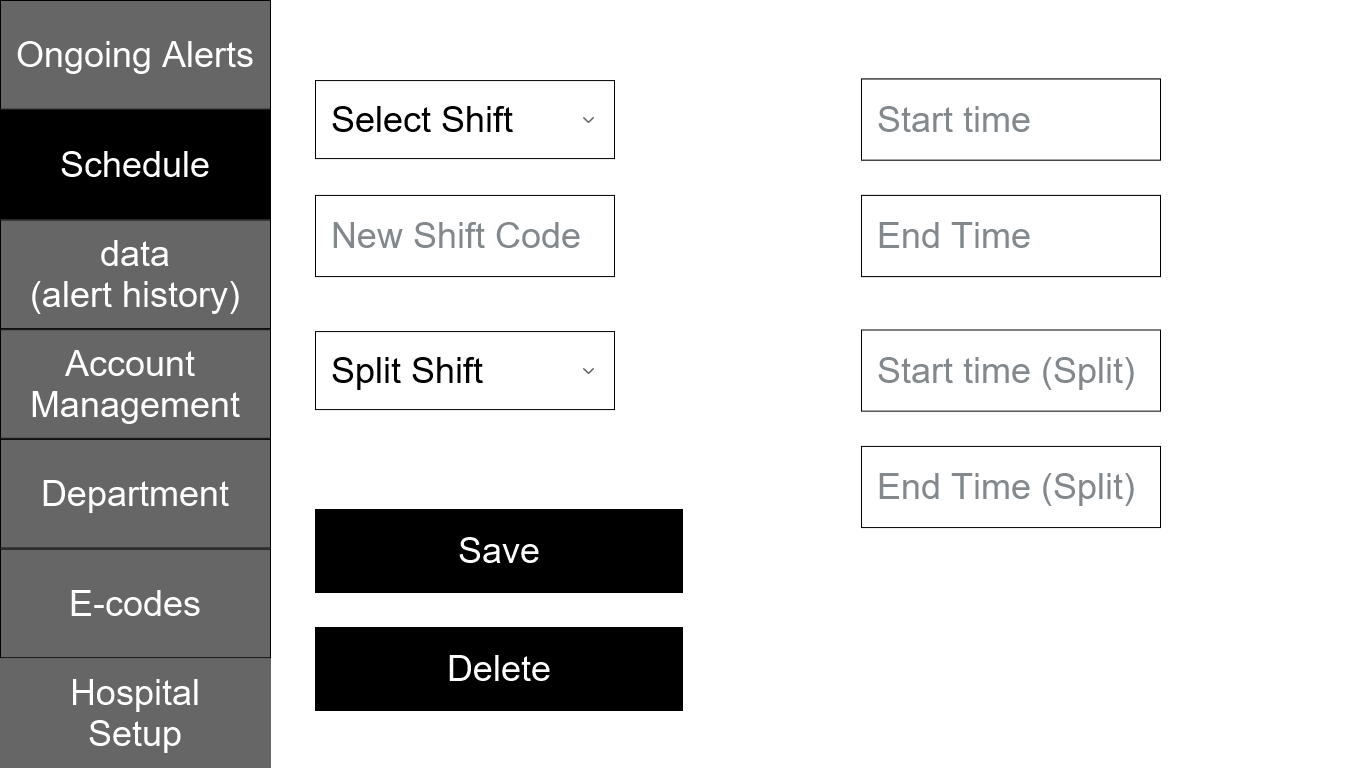 Ongoing Alerts
Schedule
data
(alert history)
Account
Management
Department
E-codes
Hospital
Setup
Select Shift
New Shift Code
Split Shift
Save
Delete
Start time
End Time
Start time (Split)
End Time (Split)